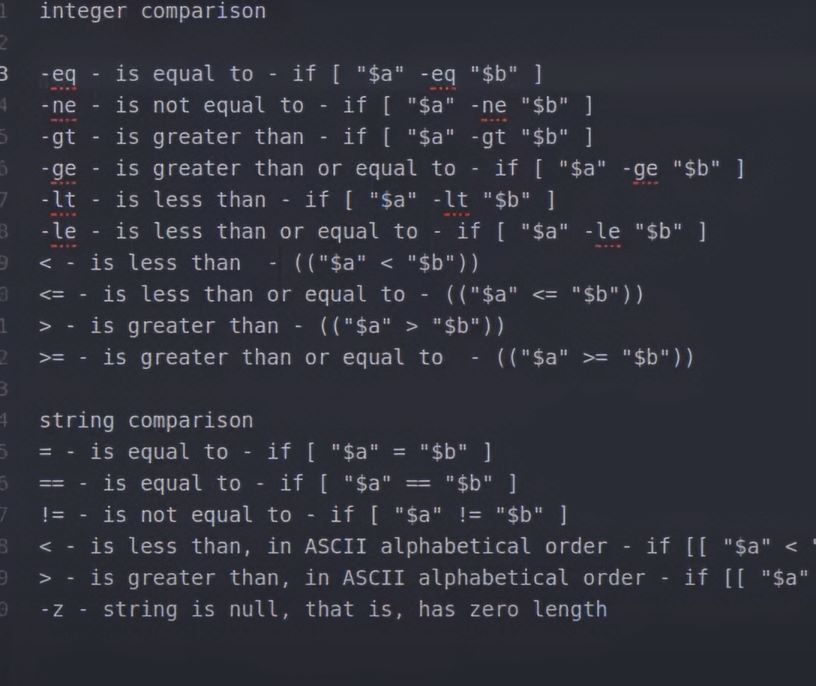 1 integer comparison
2
3 -eq - is equal to - if [ "$a" -eq "$b" ]
4 -ne - is not equal to - if [ "$a" -ne "$b" ]
5 -gt - is greater than - if [ "$a" -gt "$b" ]
6 -ge - is greater than or equal to - if [ "$a" -ge "$b" ]
7 -lt - is less than - if [ "$a" -lt "$b" ]
8 -le - is less than or equal to - if [ "$a" -le "$b" ]
9 < - is less than  - (("$a" < "$b"))
0 <= - is less than or equal to - (("$a" <= "$b"))
1 > - is greater than - (("$a" > "$b"))
2 >= - is greater than or equal to  - (("$a" >= "$b"))
3
4 string comparison
5 = - is equal to - if [ "$a" = "$b" ]
6 == - is equal to - if [ "$a" == "$b" ]
7 != - is not equal to - if [ "$a" != "$b" ]
8 < - is less than, in ASCII alphabetical order - if [[ "$a" < "
9 > - is greater than, in ASCII alphabetical order - if [[ "$a"
0 -z - string is null, that is, has zero length